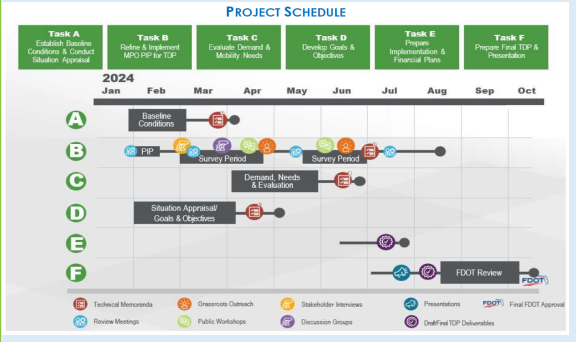 PROJECT SCHEDULE
Task A
Establish Baseline
Conditions & Conduct
Situation Appraisal
Task B
Refine & Implement
MPO PIP for TDP
Task C
Evaluate Demand &
Mobility Needs
Task D
Develop Goals &
Objectives
Task E
Prepare
Implementation &
Financial Plans
Task F
Prepare Final TDP &
Presentation
2024
Jan Feb Mar Apr May Jun Jul Aug Sep Oct
A
Baseline
Conditions
B
PIP
Survey Period
Survey Period
C
Demand, Needs
& Evaluation
D
Situation Appraisal/
Goals & Objectives
E
F
FDOT Review
FDOT
Technical Memoranda
Grassroots Outreach
Stakeholder Interviews
Presentations
FDOT
Final FDOT Approval
Review Meetings
Public Workshops
Discussion Groups
Draft/Final TDP Deliverables